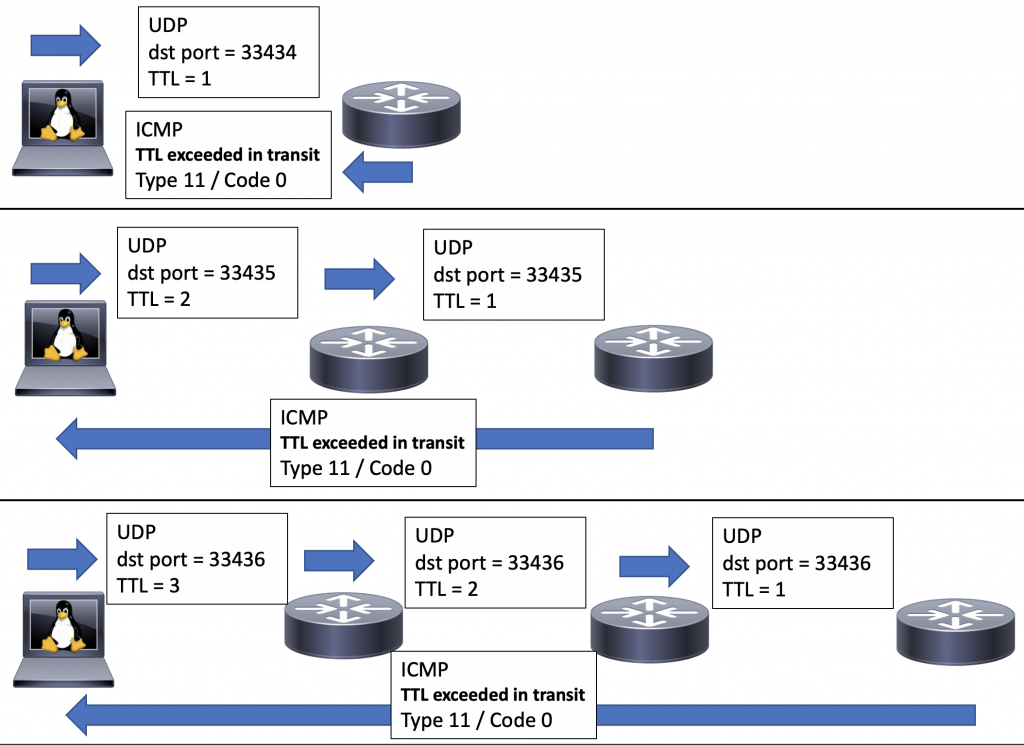 UDP
dst port = 33434
TTL = 1
ICMP
TTL exceeded in transit
Type 11 / Code 0
UDP
dst port = 33435
TTL = 2
UDP
dst port = 33435
TTL = 1
ICMP
TTL exceeded in transit
Type 11 / Code 0
UDP
dst port = 33436
TTL = 3
UDP
dst port = 33436
TTL = 2
UDP
dst port = 33436
TTL = 1
ICMP
TTL exceeded in transit
Type 11 / Code 0